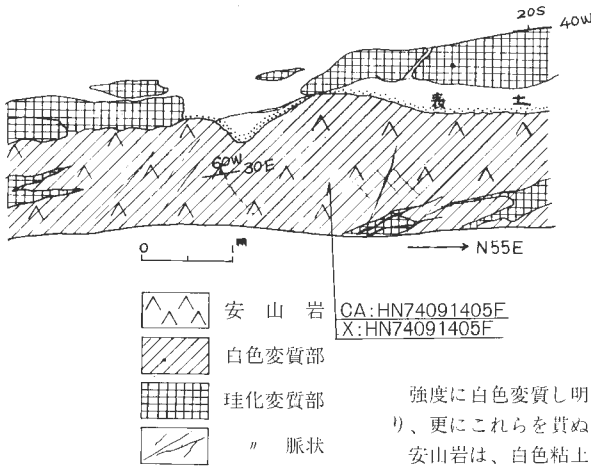 20S
40W
表 土
60W
30E
0 m
N55E
安 山 岩
CA:HN74091405F
X:HN74091405F
白色変質部
珪化変質部
〃 脈状
強度に白色変質し明
り、更にこれらを貫ぬ
安山岩は、白色粘土